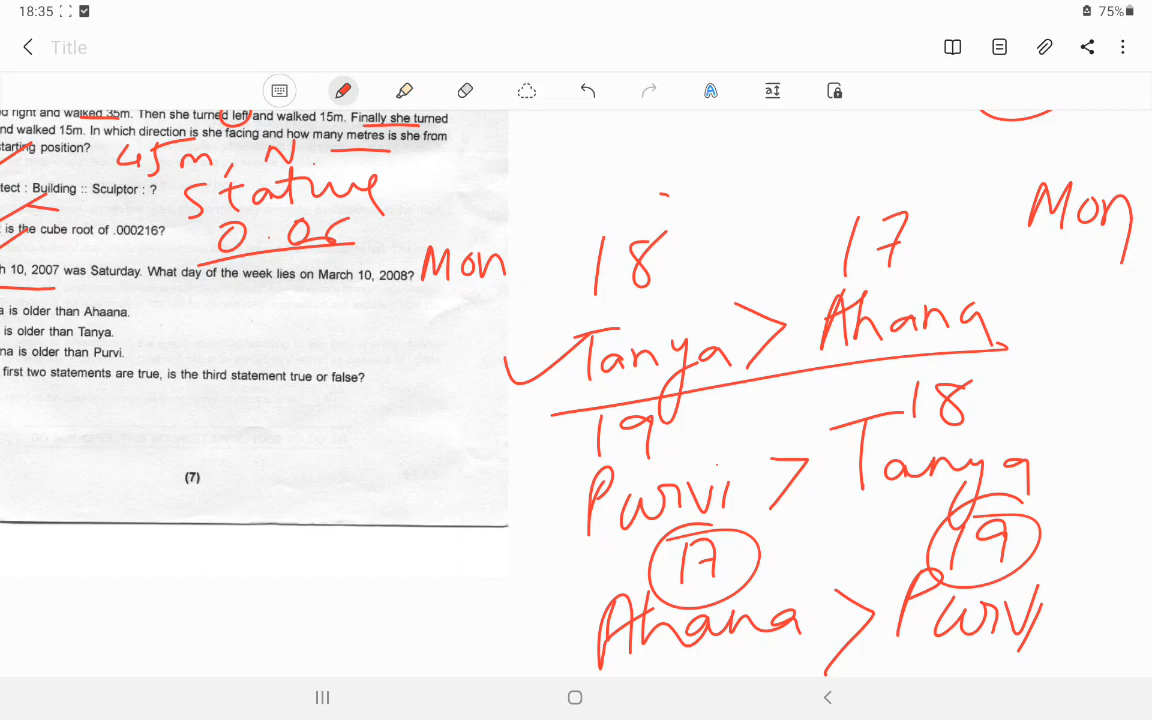 18:35
75%
Title
ed right and walked 35m. Then she turned left and walked 15m. Finally she turned
nd walked 15m. In which direction is she facing and how many metres is she from
starting position?
45m, N.
tect : Building :: Sculptor : ?
Statue
is the cube root of .000216?
0.06
h 10, 2007 was Saturday. What day of the week lies on March 10, 2008?
Mon
a is older than Ahaana.
is older than Tanya.
na is older than Purvi.
first two statements are true, is the third statement true or false?
(7)
Mon
18 17
Tanya > Ahana
19 18
Purvi > Tanya
17 19
Ahana > Purvi